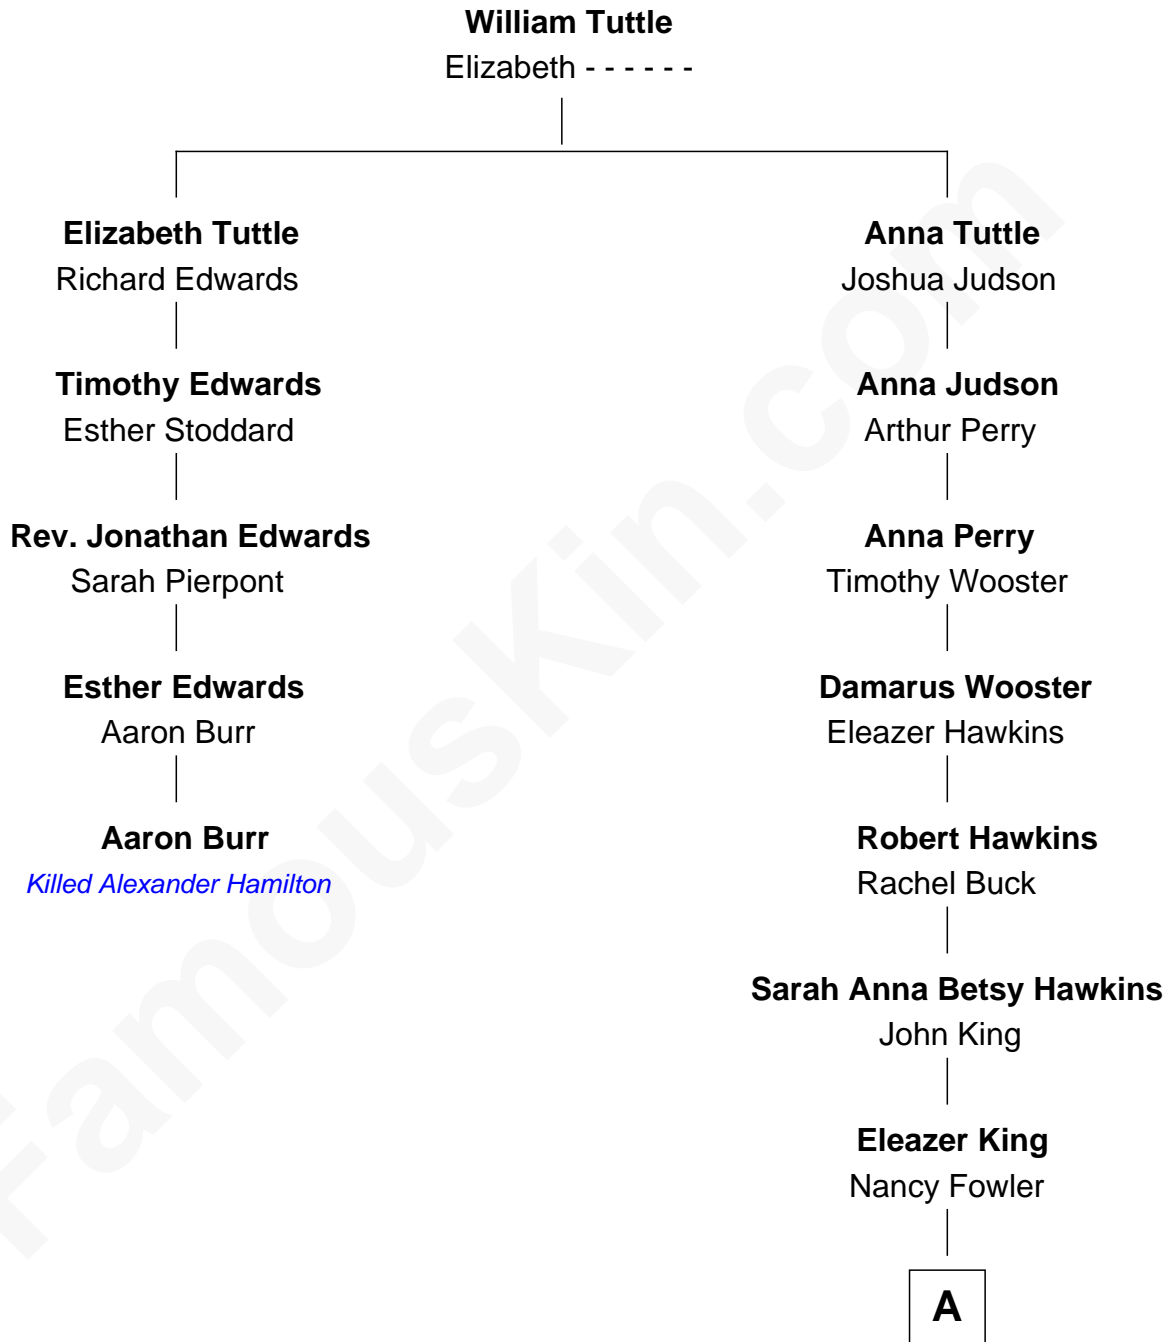 William Tuttle
Elizabeth - - - - - -
Elizabeth Tuttle
Richard Edwards
Anna Tuttle
Joshua Judson
Timothy Edwards
Esther Stoddard
Anna Judson
Arthur Perry
Rev. Jonathan Edwards
Sarah Pierpont
Anna Perry
Timothy Wooster
Esther Edwards
Aaron Burr
Damarus Wooster
Eleazer Hawkins
Aaron Burr
Killed Alexander Hamilton
Robert Hawkins
Rachel Buck
Sarah Anna Betsy Hawkins
John King
Eleazer King
Nancy Fowler
A
FamousKin.com